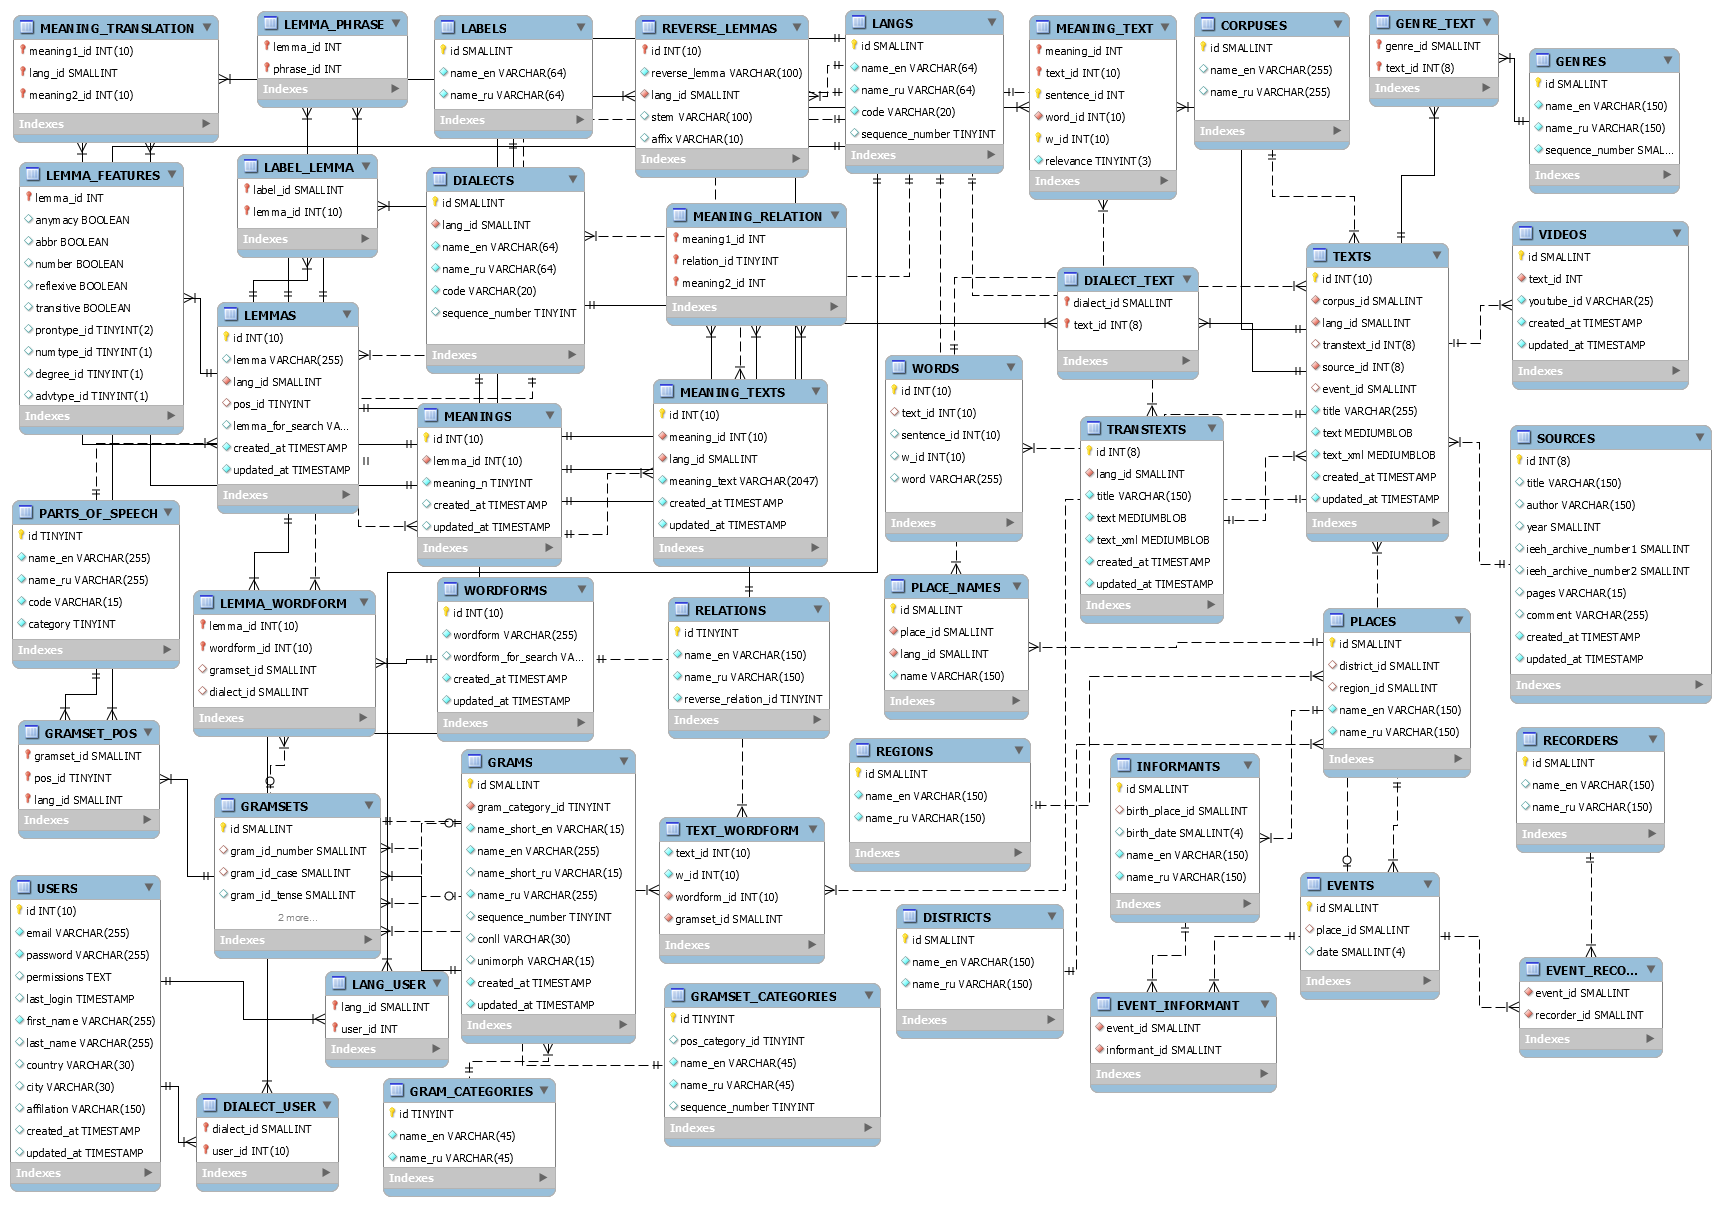 MEANING_TRANSLATION
meaning1_id INT(10)
lang_id SMALLINT
meaning2_id INT(10)
Indexes
LEMMA_PHRASE
lemma_id INT
phrase_id INT
Indexes
LABELS
id SMALLINT
name_en VARCHAR(64)
name_ru VARCHAR(64)
Indexes
REVERSE_LEMMAS
id INT(10)
reverse_lemma VARCHAR(100)
lang_id SMALLINT
stem VARCHAR(100)
affix VARCHAR(10)
Indexes
LANGS
id SMALLINT
name_en VARCHAR(64)
name_ru VARCHAR(64)
code VARCHAR(20)
sequence_number TINYINT
Indexes
MEANING_TEXT
meaning_id INT
text_id INT(10)
sentence_id INT
word_id INT(10)
w_id INT(10)
relevance TINYINT(3)
Indexes
CORPUSES
id SMALLINT
name_en VARCHAR(255)
name_ru VARCHAR(255)
Indexes
GENRE_TEXT
genre_id INT
text_id INT(8)
Indexes
GENRES
id SMALLINT
name_en VARCHAR(150)
name_ru VARCHAR(150)
sequence_number SMAL...
Indexes
LEMMA_FEATURES
lemma_id INT
anymacy BOOLEAN
abbr BOOLEAN
number BOOLEAN
reflexive BOOLEAN
transitive BOOLEAN
prontype_id TINYINT(2)
numtype_id TINYINT(1)
degree_id TINYINT(1)
advtype_id TINYINT(1)
Indexes
LABEL_LEMMA
label_id SMALLINT
lemma_id INT(10)
Indexes
DIALECTS
id SMALLINT
lang_id SMALLINT
name_en VARCHAR(64)
name_ru VARCHAR(64)
code VARCHAR(20)
sequence_number TINYINT
Indexes
MEANING_RELATION
meaning1_id INT
relation_id TINYINT
meaning2_id INT
Indexes
DIALECT_TEXT
dialect_id SMALLINT
text_id INT(8)
Indexes
TEXTS
id INT(10)
corpus_id SMALLINT
lang_id SMALLINT
transtext_id INT(8)
source_id INT(8)
event_id SMALLINT
title VARCHAR(255)
text MEDIUMBLOB
text_xml MEDIUMBLOB
created_at TIMESTAMP
updated_at TIMESTAMP
Indexes
VIDEOS
id SMALLINT
text_id INT
youtube_id VARCHAR(25)
created_at TIMESTAMP
updated_at TIMESTAMP
Indexes
LEMMAS
id INT(10)
lemma VARCHAR(255)
lang_id SMALLINT
pos_id TINYINT
lemma_for_search VA...
created_at TIMESTAMP
updated_at TIMESTAMP
Indexes
MEANINGS
id INT(10)
lemma_id INT(10)
meaning_n TINYINT
created_at TIMESTAMP
updated_at TIMESTAMP
Indexes
MEANING_TEXTS
id INT(10)
meaning_id INT(10)
lang_id SMALLINT
meaning_text VARCHAR(2047)
created_at TIMESTAMP
updated_at TIMESTAMP
Indexes
WORDS
id INT(10)
text_id INT(10)
sentence_id INT(10)
w_id INT(10)
word VARCHAR(255)
Indexes
TRANSTEXTS
id INT(8)
lang_id SMALLINT
title VARCHAR(150)
text MEDIUMBLOB
text_xml MEDIUMBLOB
created_at TIMESTAMP
updated_at TIMESTAMP
Indexes
SOURCES
id INT(8)
title VARCHAR(150)
author VARCHAR(150)
year SMALLINT
ieeh_archive_number1 SMALLINT
ieeh_archive_number2 SMALLINT
pages VARCHAR(15)
comment VARCHAR(255)
created_at TIMESTAMP
updated_at TIMESTAMP
Indexes
PARTS_OF_SPEECH
id TINYINT
name_en VARCHAR(255)
name_ru VARCHAR(255)
code VARCHAR(15)
category TINYINT
Indexes
LEMMA_WORDFORM
lemma_id INT(10)
wordform_id INT(10)
gramset_id SMALLINT
dialect_id SMALLINT
Indexes
WORDFORMS
id INT(10)
wordform VARCHAR(255)
wordform_for_search VA...
created_at TIMESTAMP
updated_at TIMESTAMP
Indexes
RELATIONS
id TINYINT
name_en VARCHAR(150)
name_ru VARCHAR(150)
reverse_relation_id TINYINT
Indexes
PLACE_NAMES
id SMALLINT
place_id SMALLINT
lang_id SMALLINT
name VARCHAR(150)
Indexes
PLACES
id SMALLINT
district_id SMALLINT
region_id SMALLINT
name_en VARCHAR(150)
name_ru VARCHAR(150)
Indexes
GRAMSET_POS
gramset_id SMALLINT
pos_id TINYINT
lang_id SMALLINT
Indexes
GRAMSETS
id SMALLINT
gram_id_number SMALLINT
gram_id_case SMALLINT
gram_id_tense SMALLINT
2 more...
Indexes
GRAMS
id SMALLINT
gram_category_id TINYINT
name_short_en VARCHAR(15)
name_en VARCHAR(255)
name_short_ru VARCHAR(15)
name_ru VARCHAR(255)
sequence_number TINYINT
conll VARCHAR(30)
unimorph VARCHAR(15)
created_at TIMESTAMP
updated_at TIMESTAMP
Indexes
TEXT_WORDFORM
text_id INT(10)
w_id INT(10)
wordform_id INT(10)
gramset_id SMALLINT
Indexes
REGIONS
id SMALLINT
name_en VARCHAR(150)
name_ru VARCHAR(150)
Indexes
INFORMANTS
id SMALLINT
birth_place_id SMALLINT
birth_date SMALLINT(4)
name_en VARCHAR(150)
name_ru VARCHAR(150)
Indexes
RECORDERS
id SMALLINT
name_en VARCHAR(150)
name_ru VARCHAR(150)
Indexes
USERS
id INT(10)
email VARCHAR(255)
password VARCHAR(255)
permissions TEXT
last_login TIMESTAMP
first_name VARCHAR(255)
last_name VARCHAR(255)
country VARCHAR(30)
city VARCHAR(30)
affilation VARCHAR(150)
created_at TIMESTAMP
updated_at TIMESTAMP
Indexes
LANG_USER
lang_id SMALLINT
user_id INT
Indexes
DIALECT_USER
dialect_id SMALLINT
user_id INT(10)
Indexes
GRAM_CATEGORIES
id TINYINT
name_en VARCHAR(45)
name_ru VARCHAR(45)
Indexes
GRAMSET_CATEGORIES
id TINYINT
pos_category_id TINYINT
name_en VARCHAR(45)
name_ru VARCHAR(45)
sequence_number TINYINT
Indexes
DISTRICTS
id SMALLINT
name_en VARCHAR(150)
name_ru VARCHAR(150)
Indexes
EVENTS
id SMALLINT
place_id SMALLINT
date SMALLINT(4)
Indexes
EVENT_INFORMANT
event_id SMALLINT
informant_id SMALLINT
Indexes
EVENT_RECO...
event_id SMALLINT
recorder_id SMALLINT
Indexes